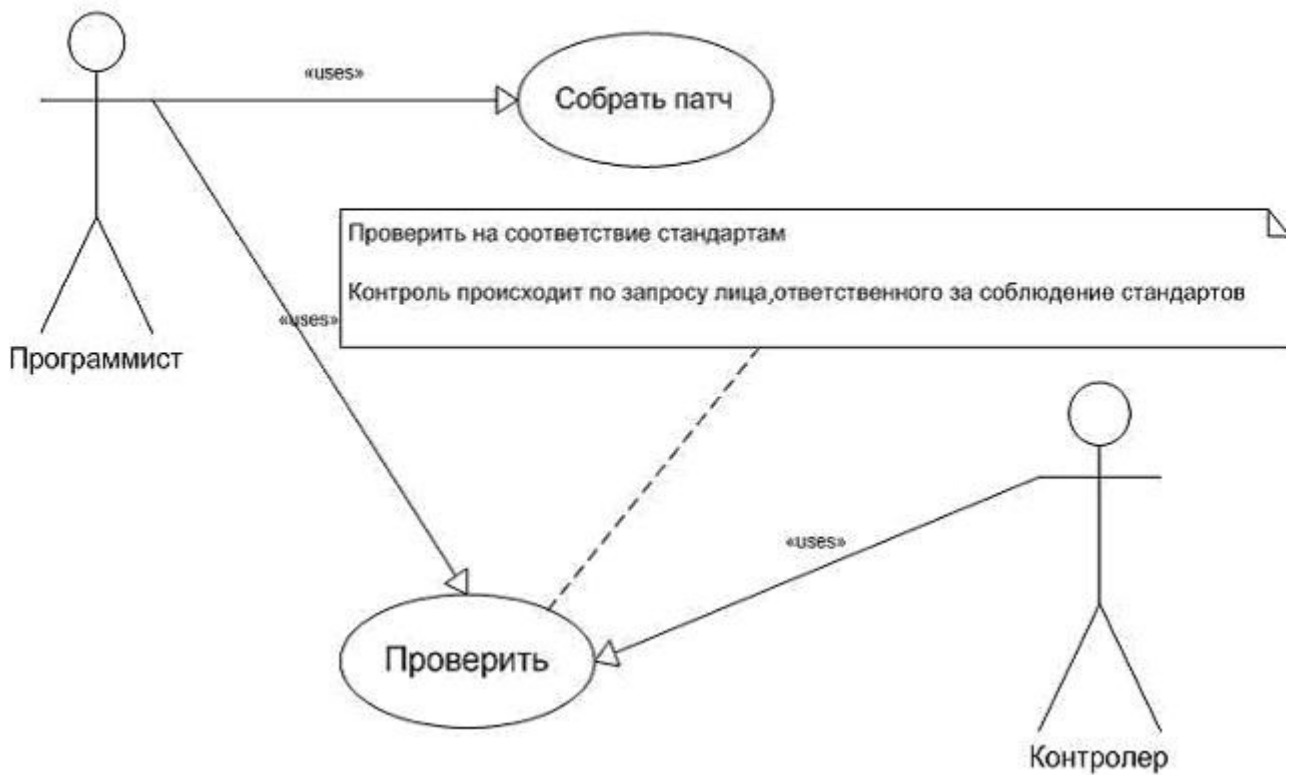 «uses»
Собрать патч
Проверить на соответствие стандартам
Контроль происходит по запросу лица,ответственного за соблюдение стандартов
«uses»
Программист
«uses»
Проверить
Контролер